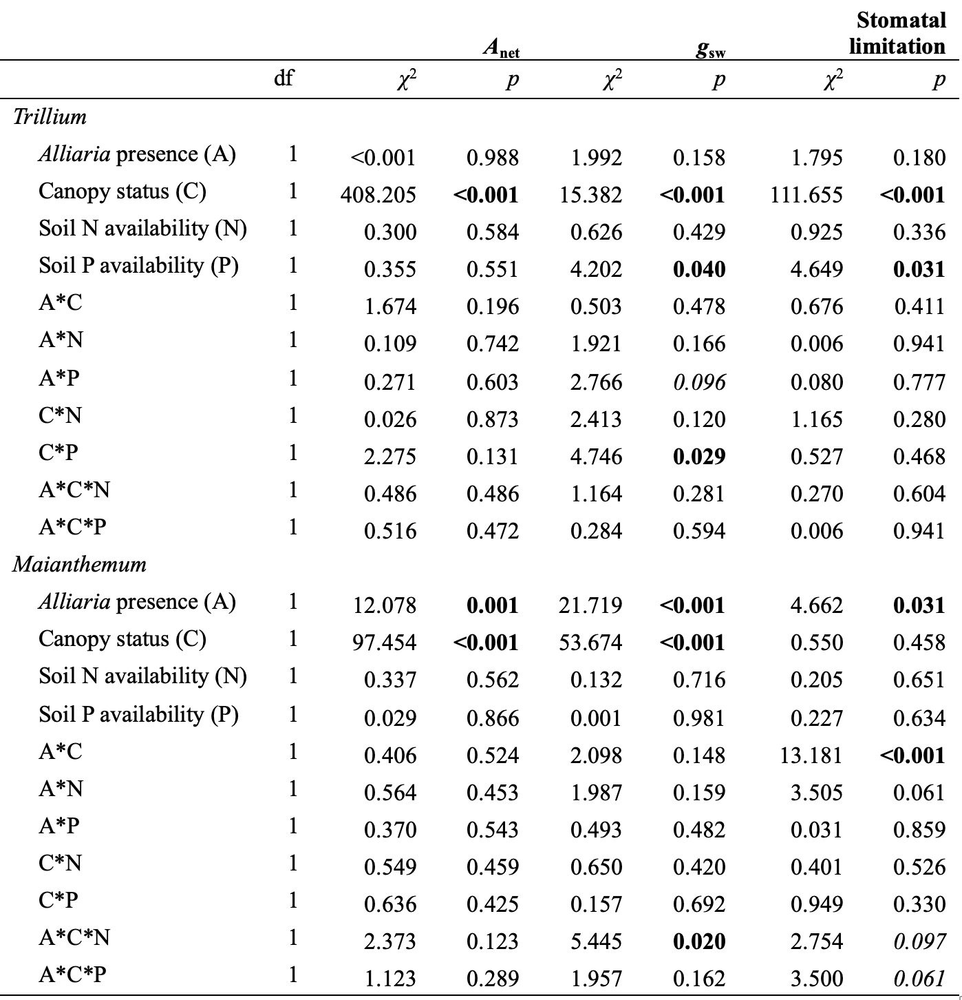 Stomatal
Anet gsw limitation
df χ2 p χ2 p χ2 p
Trillium
Alliaria presence (A) 1 <0.001 0.988 1.992 0.158 1.795 0.180
Canopy status (C) 1 408.205 <0.001 15.382 <0.001 111.655 <0.001
Soil N availability (N) 1 0.300 0.584 0.626 0.429 0.925 0.336
Soil P availability (P) 1 0.355 0.551 4.202 0.040 4.649 0.031
A*C 1 1.674 0.196 0.503 0.478 0.676 0.411
A*N 1 0.109 0.742 1.921 0.166 0.006 0.941
A*P 1 0.271 0.603 2.766 0.096 0.080 0.777
C*N 1 0.026 0.873 2.413 0.120 1.165 0.280
C*P 1 2.275 0.131 4.746 0.029 0.527 0.468
A*C*N 1 0.486 0.486 1.164 0.281 0.270 0.604
A*C*P 1 0.516 0.472 0.284 0.594 0.006 0.941
Maianthemum
Alliaria presence (A) 1 12.078 0.001 21.719 <0.001 4.662 0.031
Canopy status (C) 1 97.454 <0.001 53.674 <0.001 0.550 0.458
Soil N availability (N) 1 0.337 0.562 0.132 0.716 0.205 0.651
Soil P availability (P) 1 0.029 0.866 0.001 0.981 0.227 0.634
A*C 1 0.406 0.524 2.098 0.148 13.181 <0.001
A*N 1 0.564 0.453 1.987 0.159 3.505 0.061
A*P 1 0.370 0.543 0.493 0.482 0.031 0.859
C*N 1 0.549 0.459 0.650 0.420 0.401 0.526
C*P 1 0.636 0.425 0.157 0.692 0.949 0.330
A*C*N 1 2.373 0.123 5.445 0.020 2.754 0.097
A*C*P 1 1.123 0.289 1.957 0.162 3.500 0.061